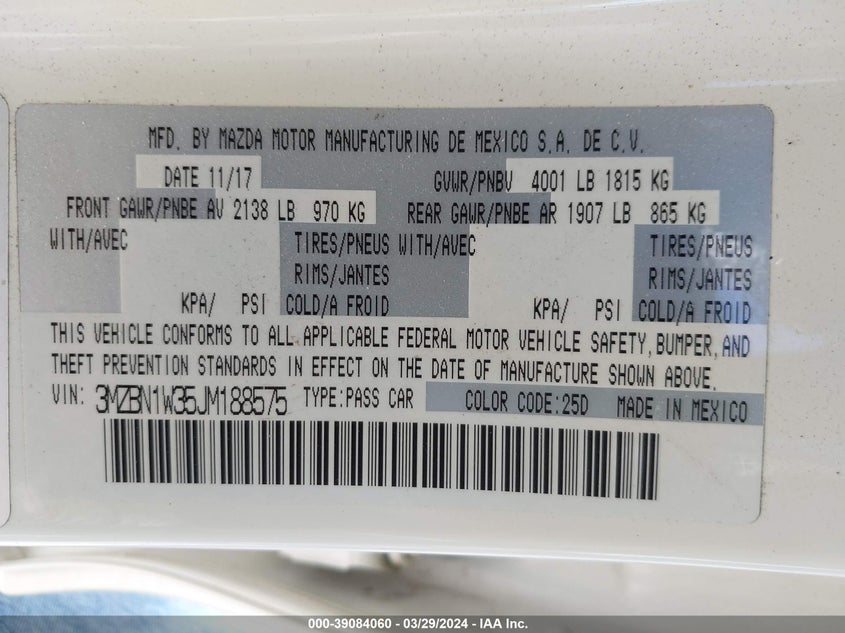 MFD. BY MAZDA MOTOR MANUFACTURING DE MEXICO S.A. DE C.V.
DATE 11/17 GVWR/PNBV 4001 LB 1815 KG
FRONT GAWR/PNBE AV 2138 LB 970 KG REAR GAWR/PNBE AR 1907 LB 865 KG
WITH/AVEC TIRES/PNEUS WITH/AVEC TIRES/PNEUS
RIMS/JANTES RIMS/JANTES
KPA/ PSI COLD/A FROID KPA/ PSI COLD/A FROID
THIS VEHICLE CONFORMS TO ALL APPLICABLE FEDERAL MOTOR VEHICLE SAFETY, BUMPER, AND
THEFT PREVENTION STANDARDS IN EFFECT ON THE DATE OF MANUFACTURE SHOWN ABOVE.
VIN: 3MZBN1W35JM188575 TYPE:PASS CAR COLOR CODE:25D MADE IN MEXICO
000-39084060 - 03/29/2024 - IAA Inc.